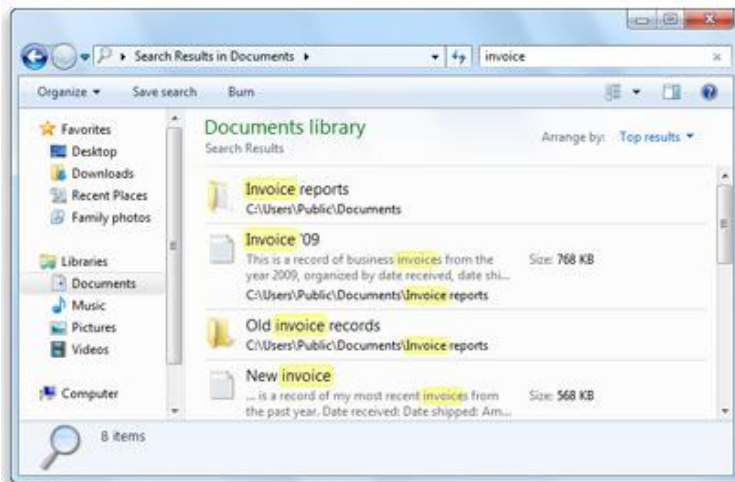 Search Results in Documents
invoice
Organize Save search Burn
Favorites
Desktop
Downloads
Recent Places
Family photos
Libraries
Documents
Music
Pictures
Videos
Computer
Documents library
Search Results
Arrange by: Top results
Invoice reports
C:\Users\Public\Documents
Invoice '09
This is a record of business invoices from the
year 2009, organized by date received, date shi...
C:\Users\Public\Documents\Invoice reports
Size: 768 KB
Old invoice records
C:\Users\Public\Documents\Invoice reports
New invoice
... is a record of my most recent invoices from
the past year. Date received: Date shipped: Am...
Size: 568 KB
8 items